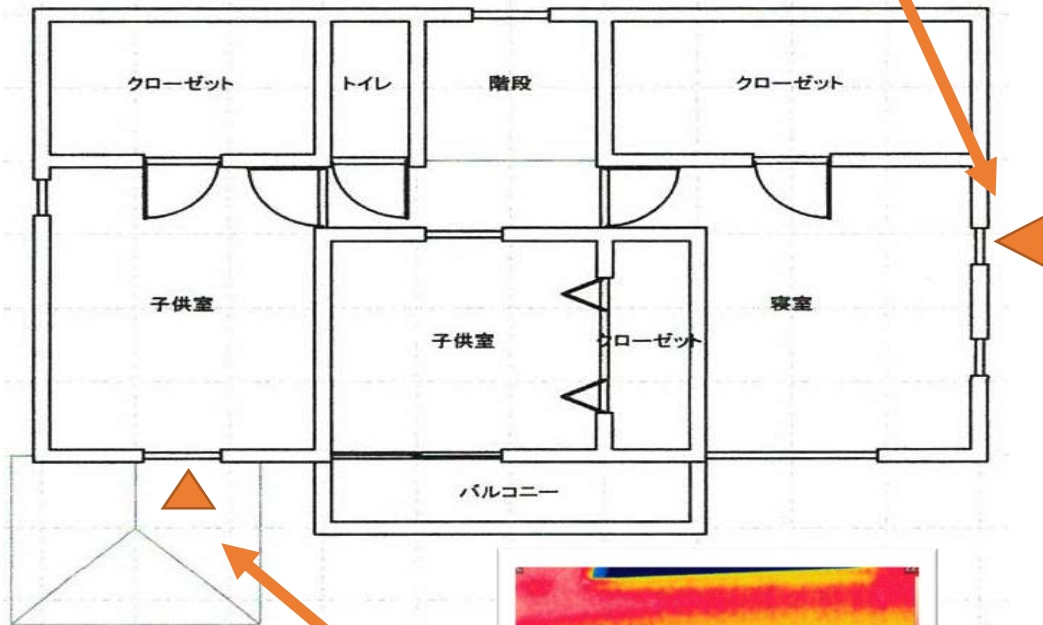 クローゼット
トイレ
階段
クローゼット
子供室
子供室
クローゼット
寝室
バルコニー